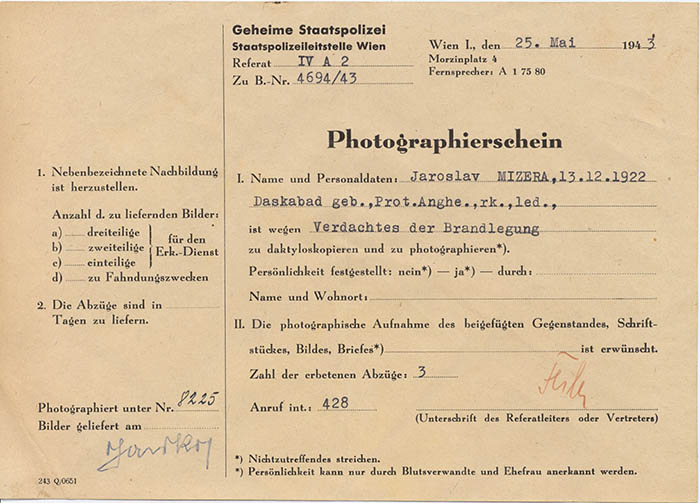 Geheime Staatspolizei
Staatspolizeileitstelle Wien
Referat IV A 2
Zu B.-Nr. 4694/43
Wien I., den 25. Mai 1943
Morzinplatz 4
Fernsprecher: A 1 75 80
Photographierschein
1. Nebenbezeichnete Nachbildung
ist herzustellen.
Anzahl d. zu liefernden Bilder:
a) dreiteilige
b) zweiteilige
c) einteilige
für den
Erk.-Dienst
d) zu Fahndungszwecken
2. Die Abzüge sind in
Tagen zu liefern.
Photographiert unter Nr. 8225
Bilder geliefert am
243 Q/0651
I. Name und Personaldaten: Jaroslav MIZERA,13.12.1922
Daskabad geb.,Prot.Anghe.,rk.,led.,
ist wegen Verdachtes der Brandlegung
zu daktyloskopieren und zu photographieren*).
Persönlichkeit festgestellt: nein*) — ja*) — durch:
Name und Wohnort:
II. Die photographische Aufnahme des beigefügten Gegenstandes, Schrift-
stückes, Bildes, Briefes*) ist erwünscht.
Zahl der erbetenen Abzüge: 3
Anruf int.: 428
(Unterschrift des Referatleiters oder Vertreters)
*) Nichtzutreffendes streichen.
*) Persönlichkeit kann nur durch Blutsverwandte und Ehefrau anerkannt werden.